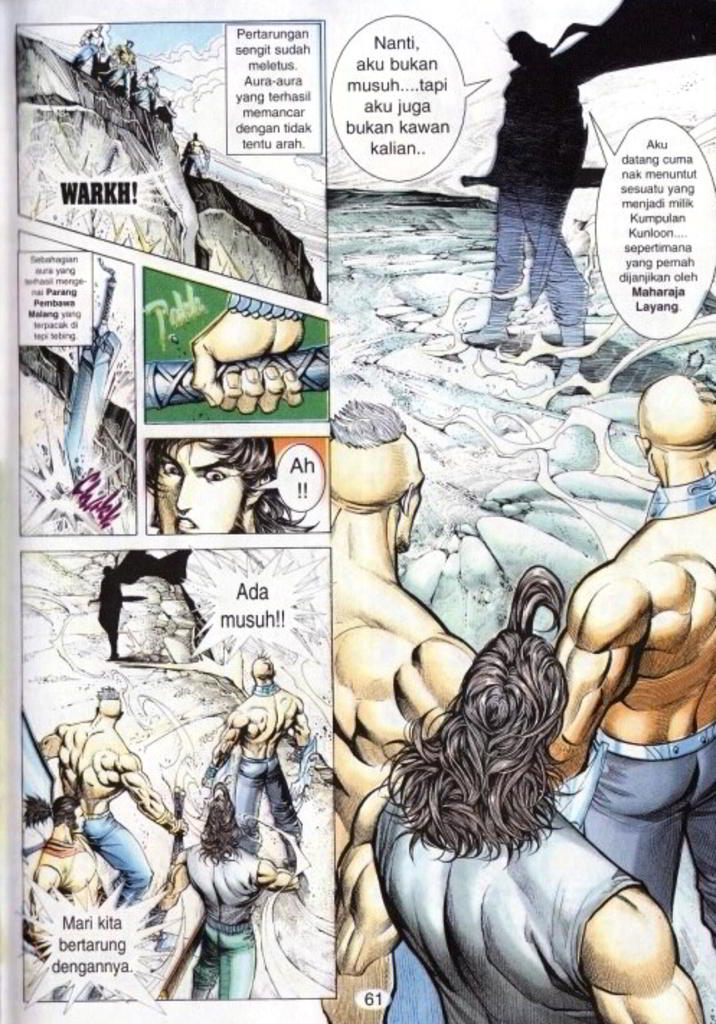 Pertarungan
sengit sudah
meletus.
Aura-aura
yang terhasil
memancar
dengan tidak
tentu arah.
WARKH!
Sebahagian
aura yang
terhasil menge-
nai Parang
Pembawa
Malang yang
terpacak di
tepi tebing.
Ah
!!
Ada
musuh!!
Mari kita
bertarung
dengannya.
Nanti,
aku bukan
musuh....tapi
aku juga
bukan kawan
kalian..
Aku
datang cuma
nak menuntut
sesuatu yang
menjadi milik
Kumpulan
Kunloon....
sepertimana
yang pernah
dijanjikan oleh
Maharaja
Layang.
61